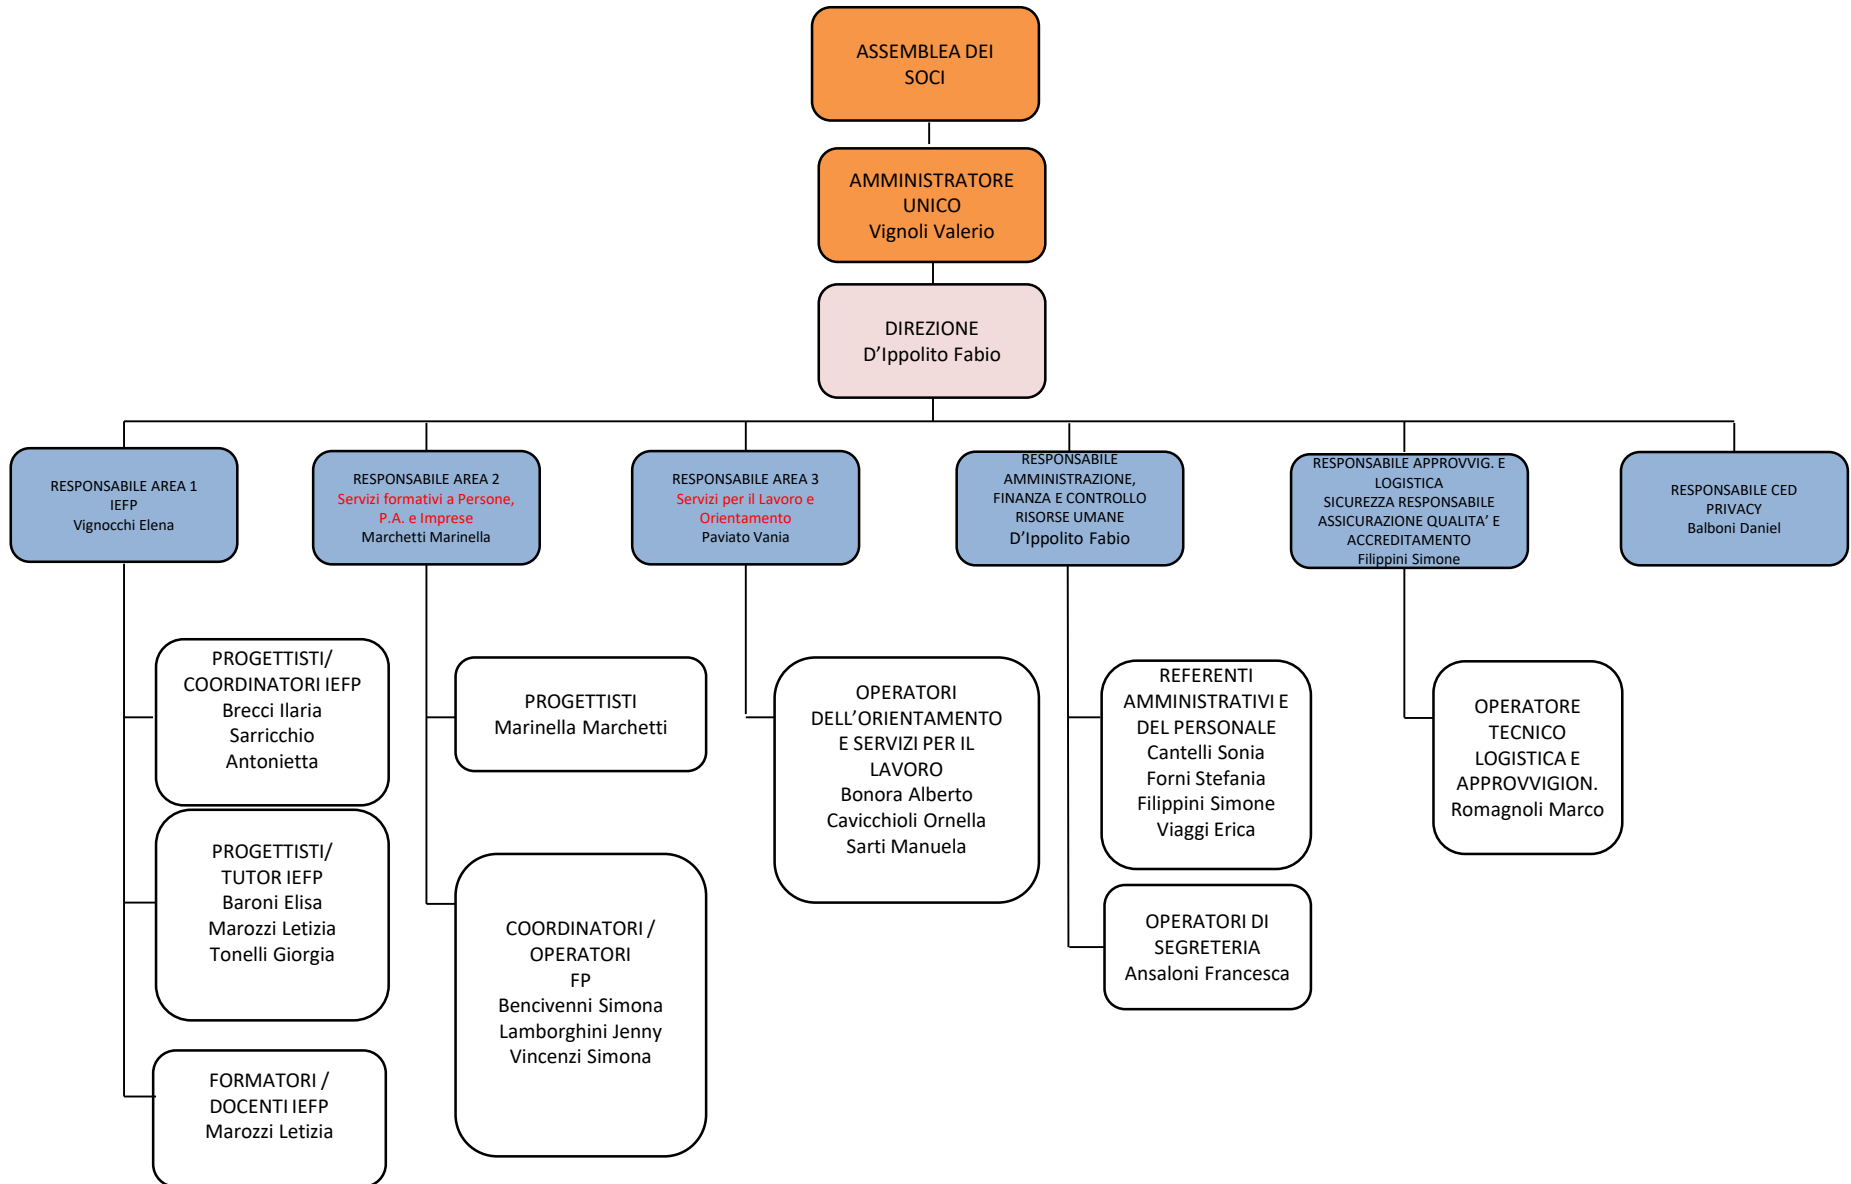 ASSEMBLEA DEI
SOCI
AMMINISTRATORE
UNICO
Vignoli Valerio
DIREZIONE
D’Ippolito Fabio
RESPONSABILE AREA 1
IEFP
Vignocchi Elena
RESPONSABILE AREA 2
Servizi formativi a Persone,
P.A. e Imprese
Marchetti Marinella
RESPONSABILE AREA 3
Servizi per il Lavoro e
Orientamento
Paviato Vania
RESPONSABILE
AMMINISTRAZIONE,
FINANZA E CONTROLLO
RISORSE UMANE
D’Ippolito Fabio
RESPONSABILE APPROVVIG. E
LOGISTICA
SICUREZZA RESPONSABILE
ASSICURAZIONE QUALITA’ E
ACCREDITAMENTO
Filippini Simone
RESPONSABILE CED
PRIVACY
Balboni Daniel
PROGETTISTI/
COORDINATORI IEFP
Brecci Ilaria
Sarricchio
Antonietta
PROGETTISTI/
TUTOR IEFP
Baroni Elisa
Marozzi Letizia
Tonelli Giorgia
FORMATORI /
DOCENTI IEFP
Marozzi Letizia
PROGETTISTI
Marinella Marchetti
COORDINATORI /
OPERATORI
FP
Bencivenni Simona
Lamborghini Jenny
Vincenzi Simona
OPERATORI
DELL’ORIENTAMENTO
E SERVIZI PER IL
LAVORO
Bonora Alberto
Cavicchioli Ornella
Sarti Manuela
REFERENTI
AMMINISTRATIVI E
DEL PERSONALE
Cantelli Sonia
Forni Stefania
Filippini Simone
Viaggi Erica
OPERATORI DI
SEGRETERIA
Ansaloni Francesca
OPERATORE
TECNICO
LOGISTICA E
APPROVVIGION.
Romagnoli Marco